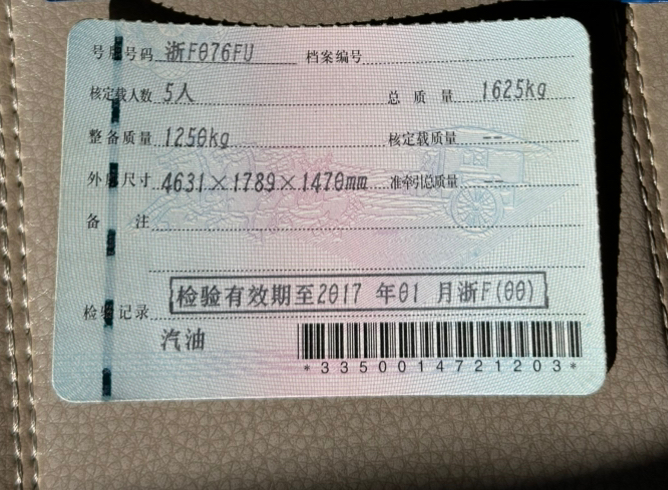 号牌号码 浙F076FU 档案编号
核定载人数 5人 总质量 1625kg
整备质量 1250kg 核定载质量 --
外廓尺寸 4631×1789×1470mm 准牵引总质量 --
备注
检验有效期至2017 年01 月浙F(00)
检验记录
汽油
*3350014721203*